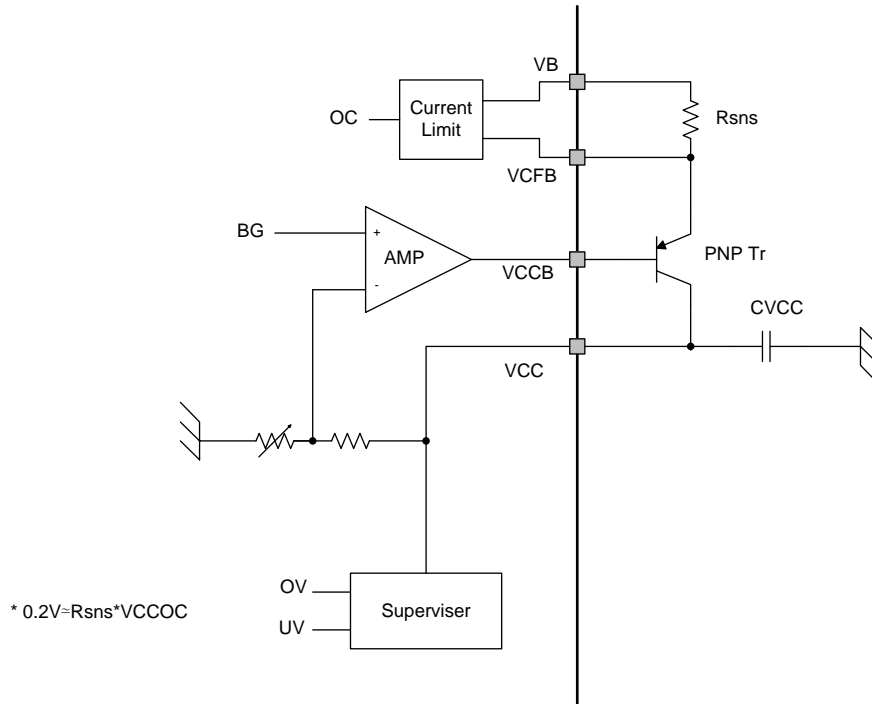 VB
OC
Current
Limit
Rsns
VCFB
BG
+
AMP
-
VCCB
PNP Tr
CVCC
VCC
OV
UV
Superviser
* 0.2V≃Rsns*VCCOC